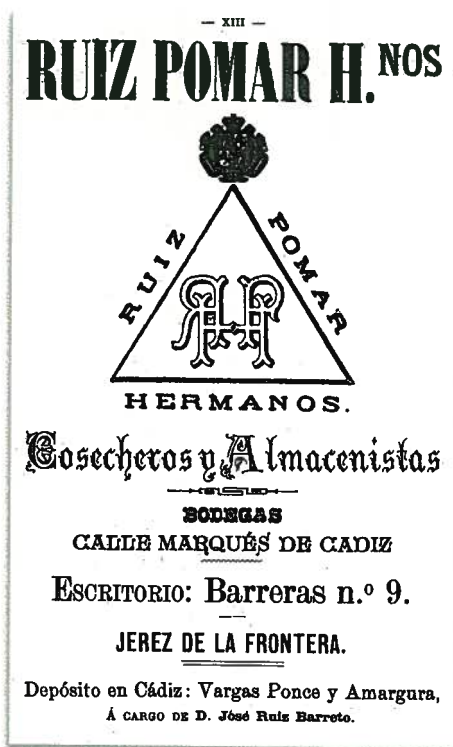 — XIII —
RUIZ POMAR H.NOS
RUIZ POMAR
RHP
HERMANOS.
Cosecheros y Almacenistas
BODEGAS
CALLE MARQUÉS DE CADIZ
ESCRITORIO: Barreras n.º 9.
JEREZ DE LA FRONTERA.
Depósito en Cádiz: Vargas Ponce y Amargura,
Á CARGO DE D. José Ruiz Barreto.